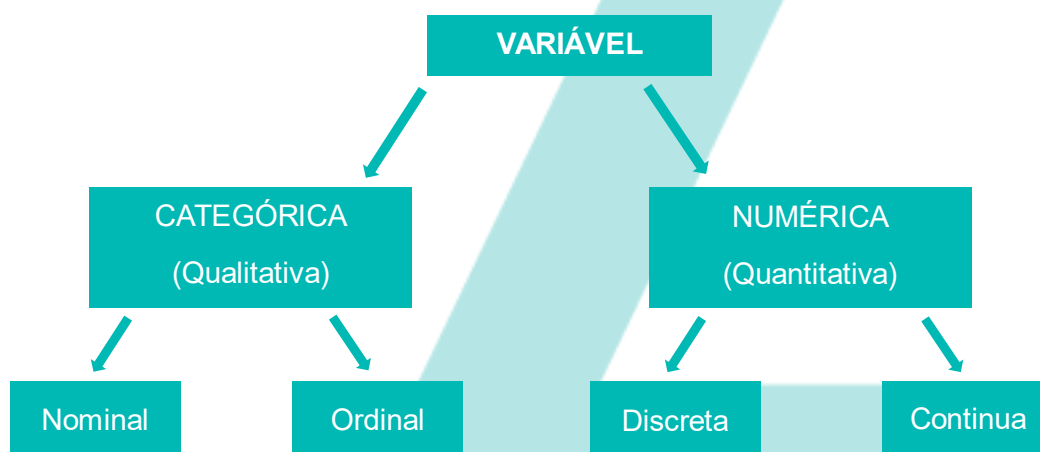 VARIÁVEL
CATEGÓRICA
(Qualitativa)
NUMÉRICA
(Quantitativa)
Nominal
Ordinal
Discreta
Continua